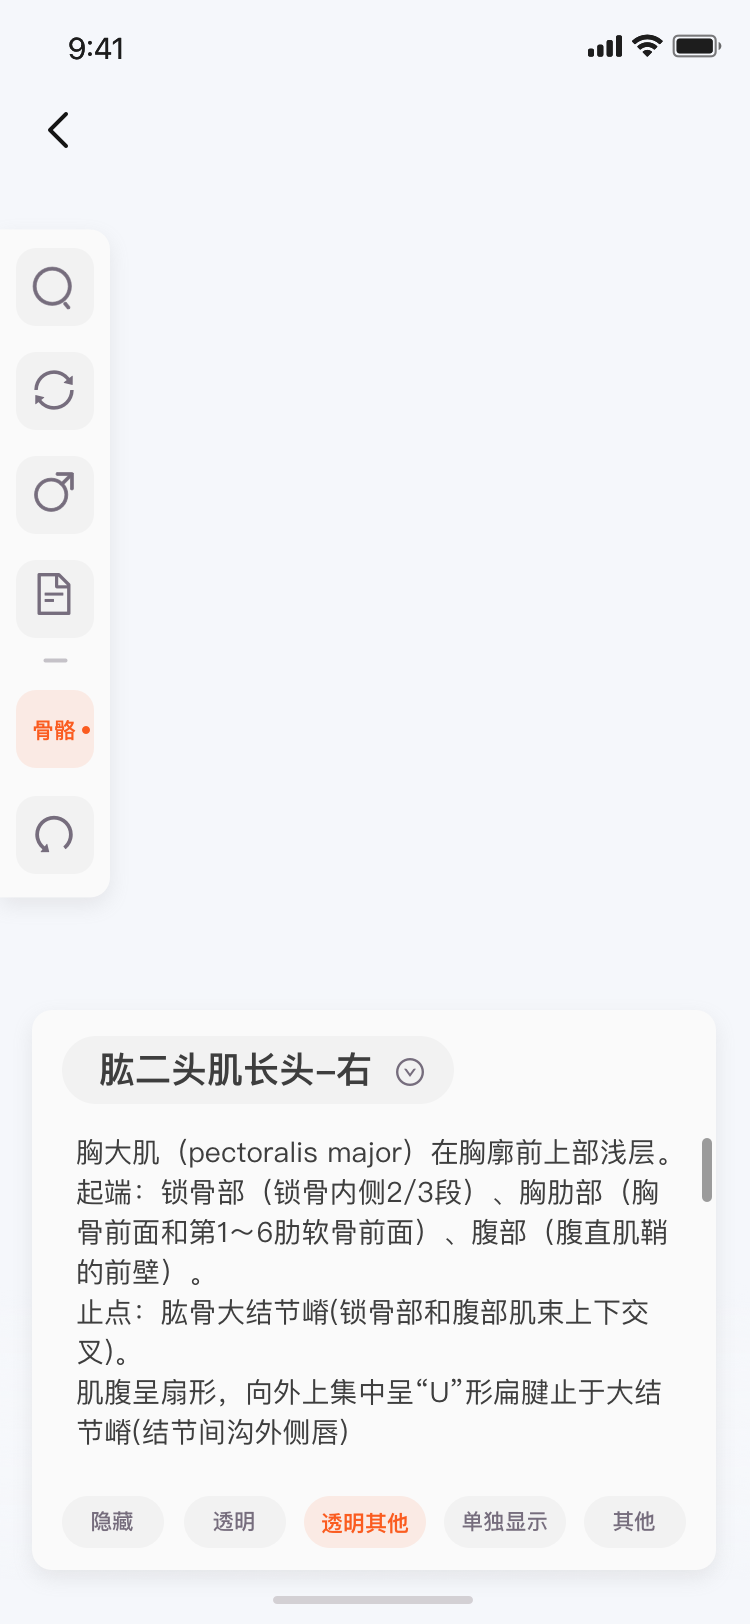 9:41
骨骼
肱二头肌长头-右
胸大肌（pectoralis major）在胸廓前上部浅层。
起端：锁骨部（锁骨内侧2/3段）、胸肋部（胸
骨前面和第1～6肋软骨前面）、腹部（腹直肌鞘
的前壁）。
止点：肱骨大结节嵴(锁骨部和腹部肌束上下交
叉)。
肌腹呈扇形，向外上集中呈“U”形扁腱止于大结
节嵴(结节间沟外侧唇)
隐藏
透明
透明其他
单独显示
其他